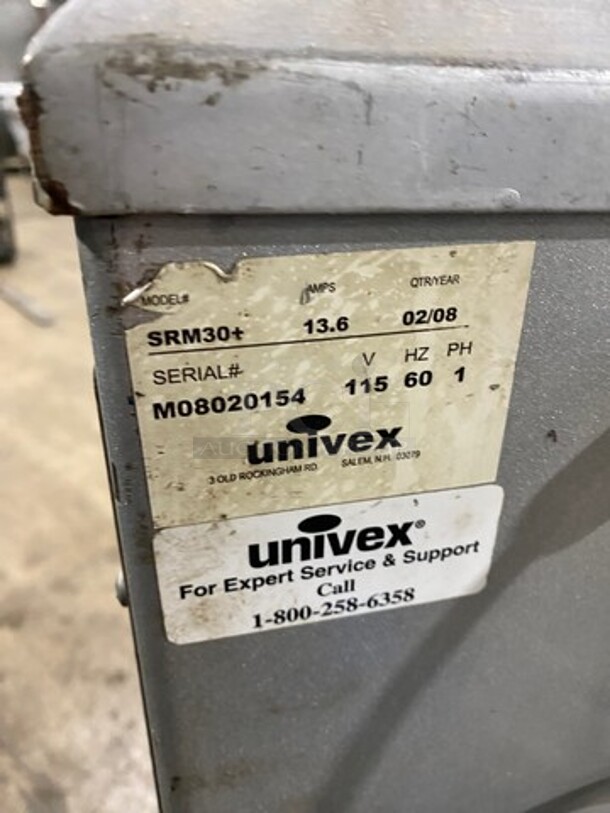 MODEL# AMPS QTR/YEAR
SRM30+ 13.6 02/08
SERIAL# V HZ PH
M08020154 115 60 1
univex
3 OLD ROCKINGHAM RD. SALEM, N.H. 03079
univex®
For Expert Service & Support
Call
1-800-258-6358